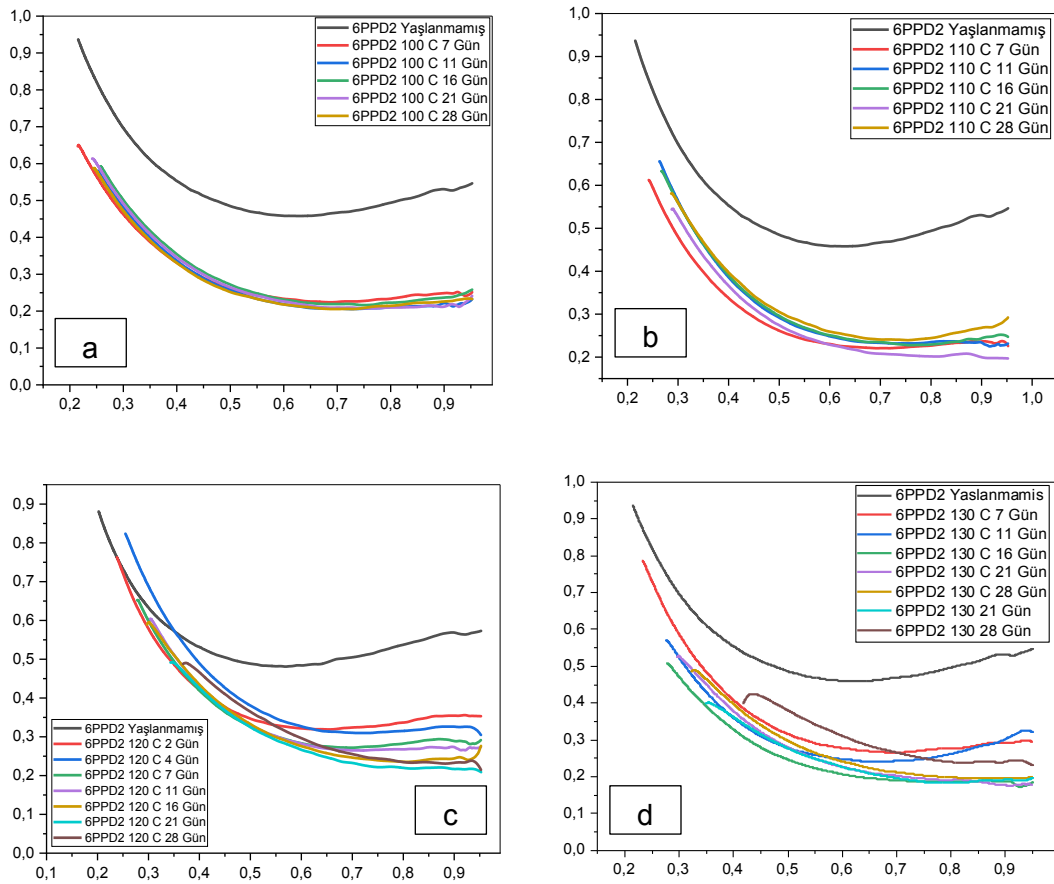 1,0
0,9
0,8
0,7
0,6
0,5
0,4
0,3
0,2
0,1
0,0
0,2 0,3 0,4 0,5 0,6 0,7 0,8 0,9
6PPD2 Yaşlanmamış
6PPD2 100 C 7 Gün
6PPD2 100 C 11 Gün
6PPD2 100 C 16 Gün
6PPD2 100 C 21 Gün
6PPD2 100 C 28 Gün
a
1,0
0,9
0,8
0,7
0,6
0,5
0,4
0,3
0,2
0,2 0,3 0,4 0,5 0,6 0,7 0,8 0,9 1,0
6PPD2 Yaşlanmamış
6PPD2 110 C 7 Gün
6PPD2 110 C 11 Gün
6PPD2 110 C 16 Gün
6PPD2 110 C 21 Gün
6PPD2 110 C 28 Gün
b
0,9
0,8
0,7
0,6
0,5
0,4
0,3
0,2
0,1
0,0
0,1 0,2 0,3 0,4 0,5 0,6 0,7 0,8 0,9
6PPD2 Yaşlanmamış
6PPD2 120 C 2 Gün
6PPD2 120 C 4 Gün
6PPD2 120 C 7 Gün
6PPD2 120 C 11 Gün
6PPD2 120 C 16 Gün
6PPD2 120 C 21 Gün
6PPD2 120 C 28 Gün
c
1,0
0,9
0,8
0,7
0,6
0,5
0,4
0,3
0,2
0,1
0,0
0,2 0,3 0,4 0,5 0,6 0,7 0,8 0,9
6PPD2 Yaslanmamis
6PPD2 130 C 7 Gün
6PPD2 130 C 11 Gün
6PPD2 130 C 16 Gün
6PPD2 130 C 21 Gün
6PPD2 130 C 28 Gün
6PPD2 130 21 Gün
6PPD2 130 28 Gün
d